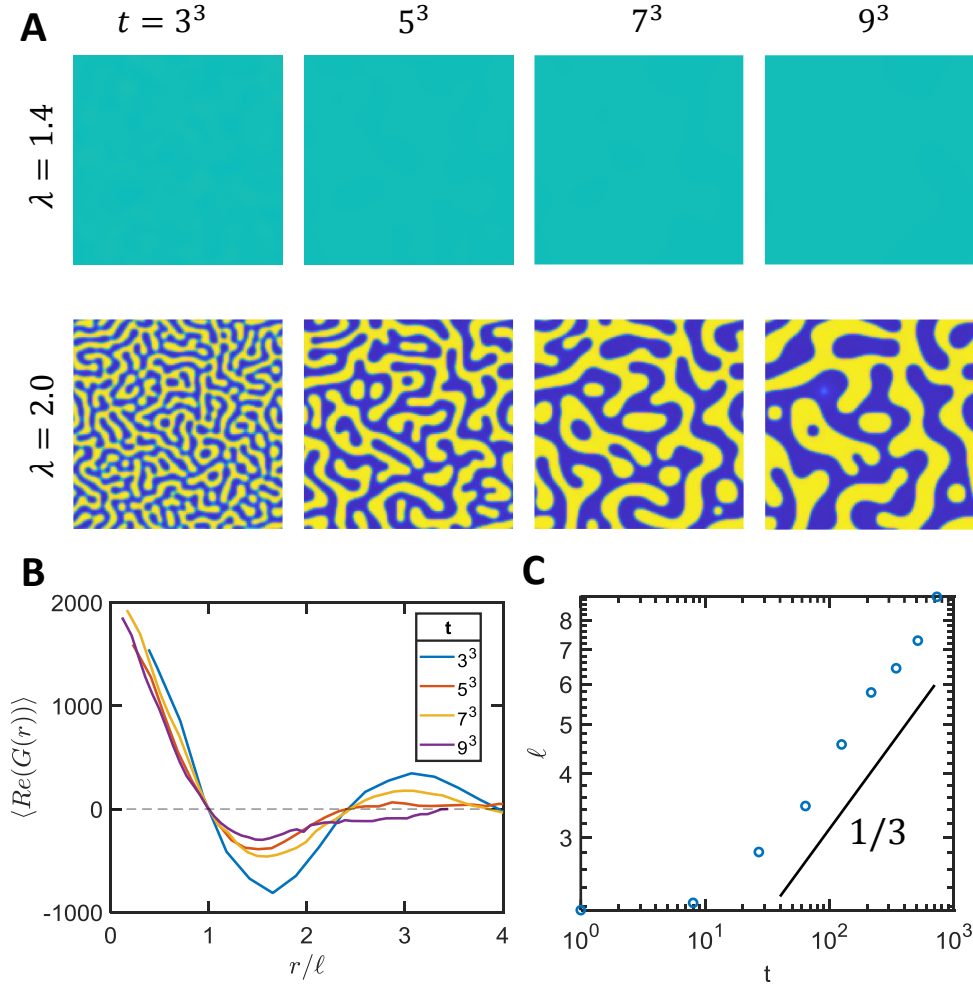 A
t = 3³ 5³ 7³ 9³
λ = 1.4
λ = 2.0
B
2000
1000
0
-1000
⟨Re(G(r))⟩
0 1 2 3 4
r/ℓ
t
3³
5³
7³
9³
C
8
7
6
5
4
3
ℓ
1/3
10⁰ 10¹ 10² 10³
t